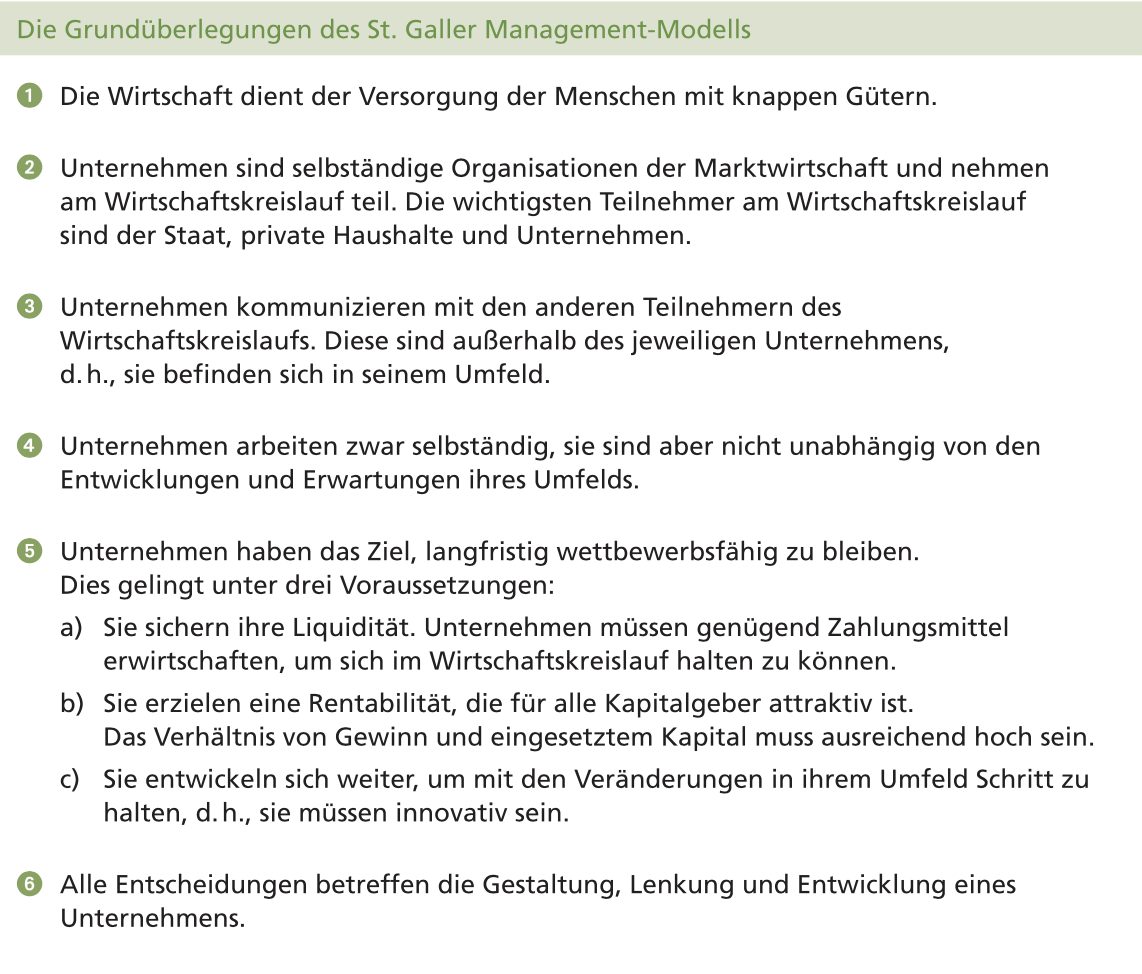 Die Grundüberlegungen des St. Galler Management-Modells
1 Die Wirtschaft dient der Versorgung der Menschen mit knappen Gütern.
2 Unternehmen sind selbständige Organisationen der Marktwirtschaft und nehmen
am Wirtschaftskreislauf teil. Die wichtigsten Teilnehmer am Wirtschaftskreislauf
sind der Staat, private Haushalte und Unternehmen.
3 Unternehmen kommunizieren mit den anderen Teilnehmern des
Wirtschaftskreislaufs. Diese sind außerhalb des jeweiligen Unternehmens,
d. h., sie befinden sich in seinem Umfeld.
4 Unternehmen arbeiten zwar selbständig, sie sind aber nicht unabhängig von den
Entwicklungen und Erwartungen ihres Umfelds.
5 Unternehmen haben das Ziel, langfristig wettbewerbsfähig zu bleiben.
Dies gelingt unter drei Voraussetzungen:
a) Sie sichern ihre Liquidität. Unternehmen müssen genügend Zahlungsmittel
erwirtschaften, um sich im Wirtschaftskreislauf halten zu können.
b) Sie erzielen eine Rentabilität, die für alle Kapitalgeber attraktiv ist.
Das Verhältnis von Gewinn und eingesetztem Kapital muss ausreichend hoch sein.
c) Sie entwickeln sich weiter, um mit den Veränderungen in ihrem Umfeld Schritt zu
halten, d. h., sie müssen innovativ sein.
6 Alle Entscheidungen betreffen die Gestaltung, Lenkung und Entwicklung eines
Unternehmens.